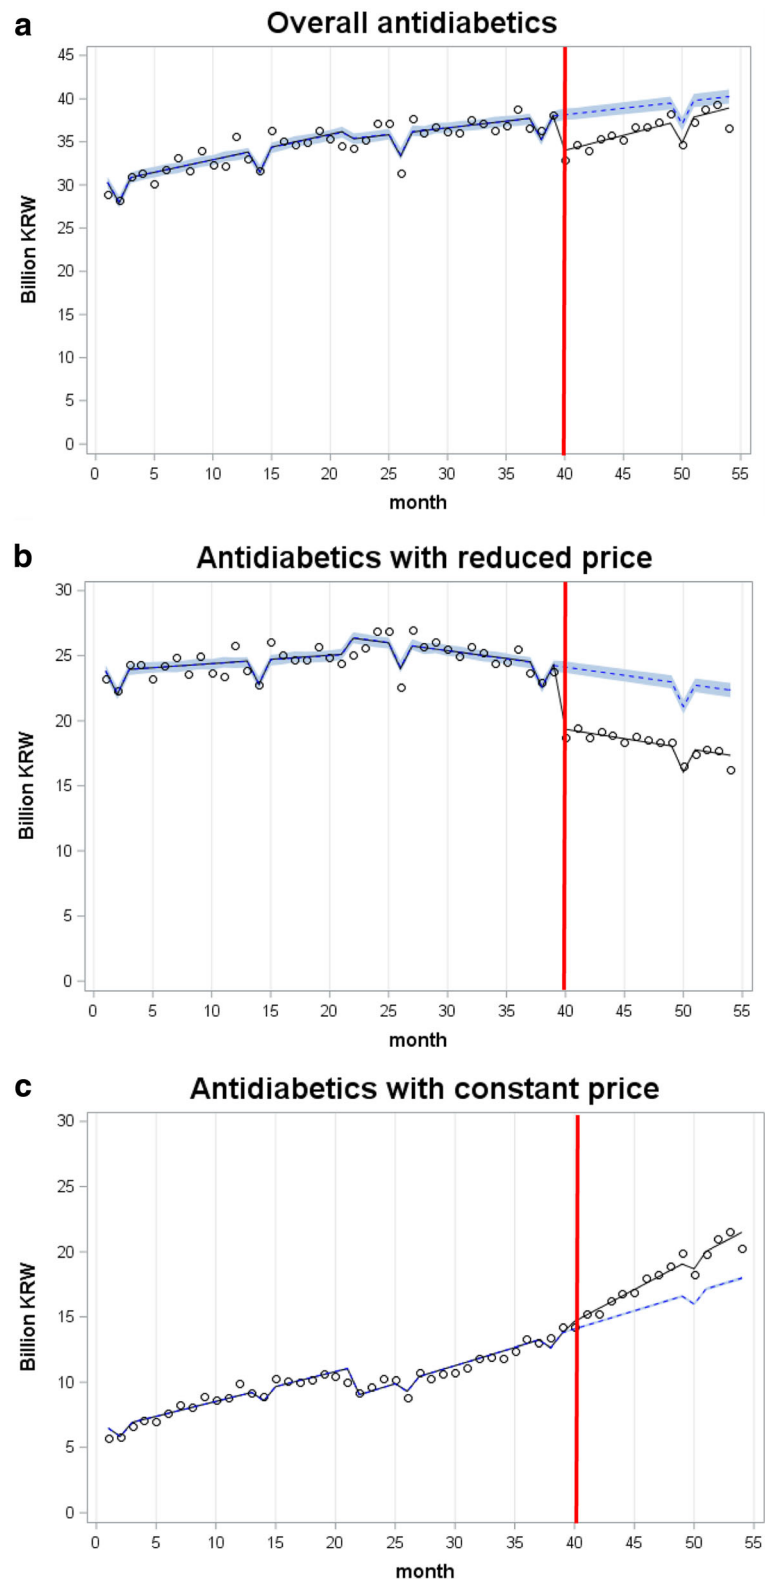 a
Overall antidiabetics
45
40
35
30
25
20
15
10
5
0
Billion KRW
0 5 10 15 20 25 30 35 40 45 50 55
month
b
Antidiabetics with reduced price
30
25
20
15
10
5
0
Billion KRW
0 5 10 15 20 25 30 35 40 45 50 55
month
c
Antidiabetics with constant price
30
25
20
15
10
5
0
Billion KRW
0 5 10 15 20 25 30 35 40 45 50 55
month